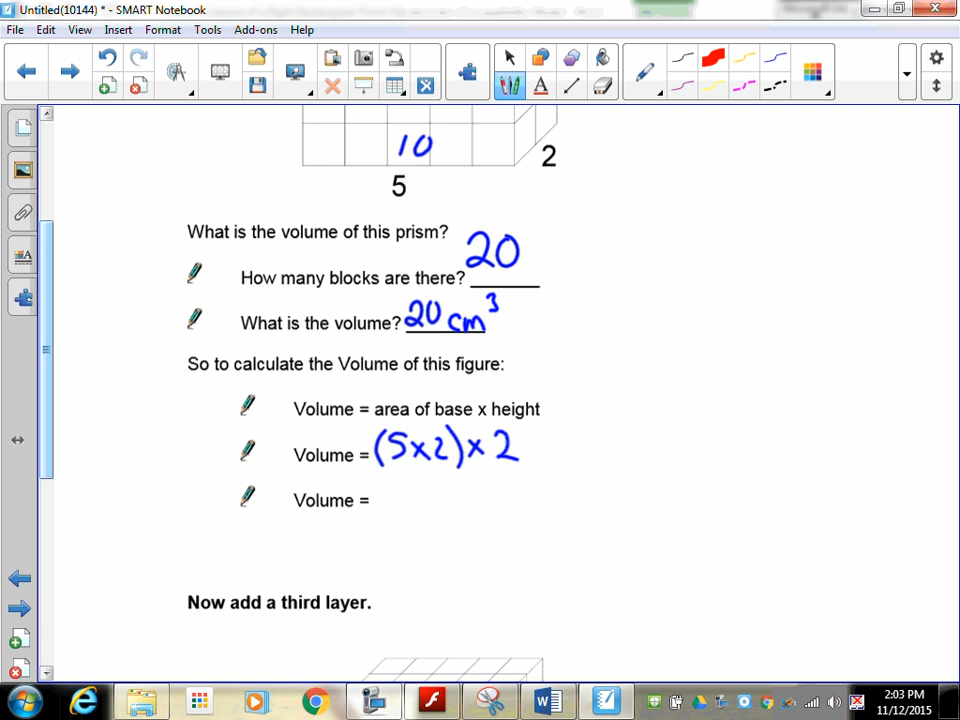 Untitled(10144) * - SMART Notebook
File Edit View Insert Format Tools Add-ons Help
10
2
5
What is the volume of this prism?
How many blocks are there? 20
What is the volume? 20 cm³
So to calculate the Volume of this figure:
Volume = area of base x height
Volume = (5x2)x 2
Volume =
Now add a third layer.
2:03 PM
11/12/2015